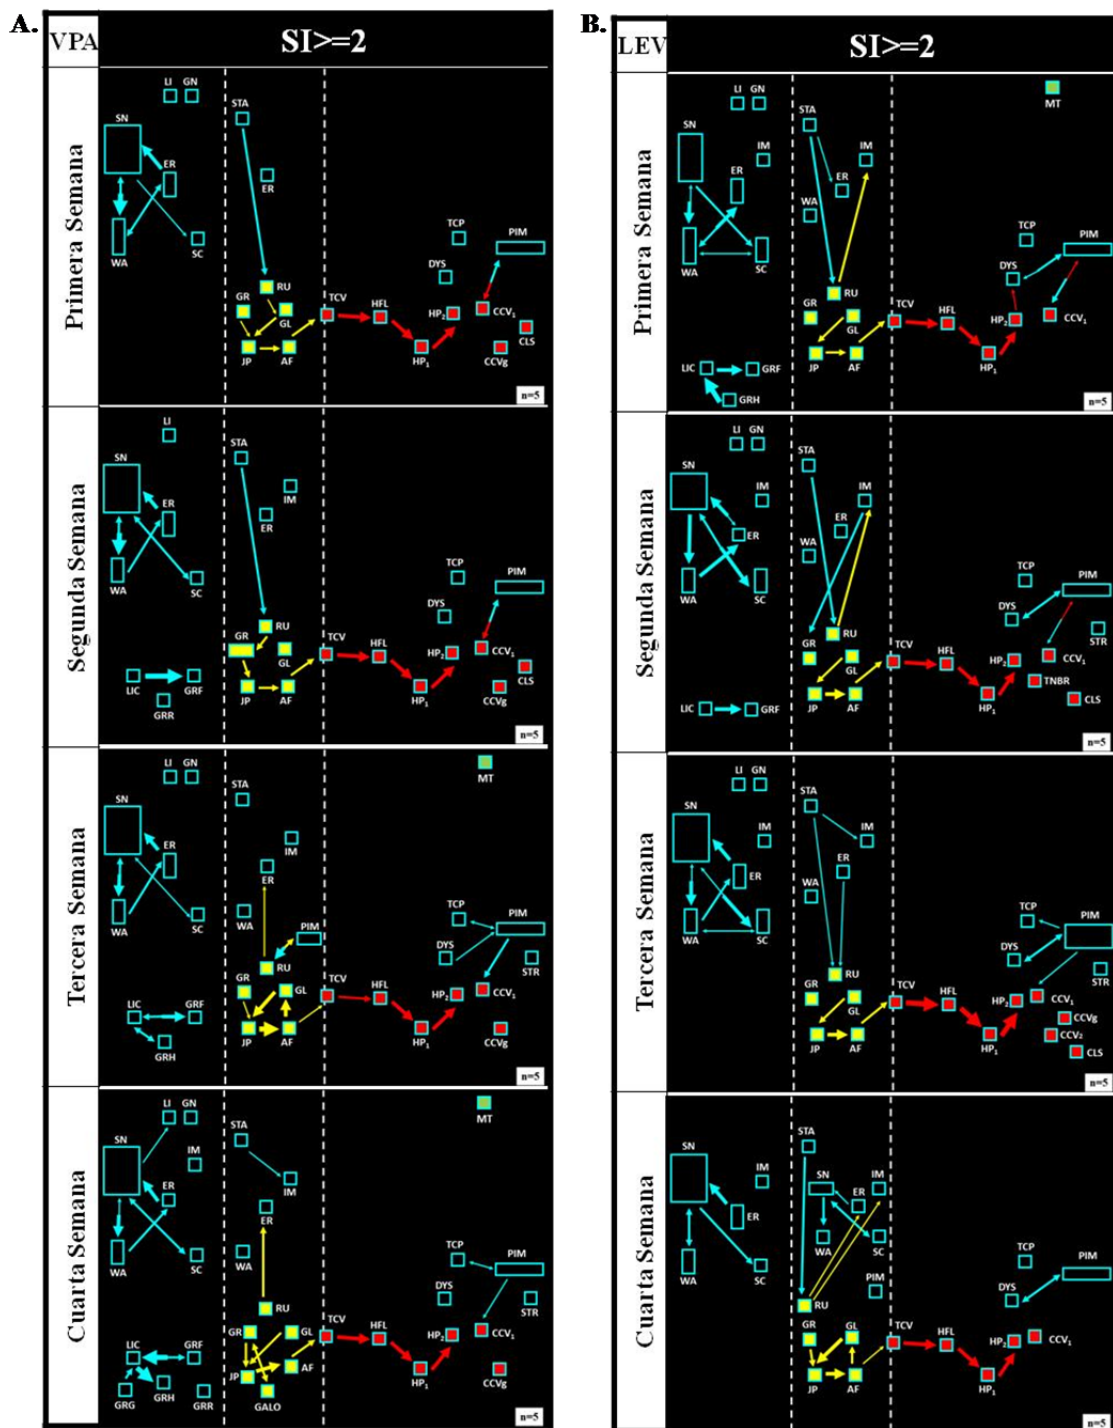 A.
VPA
SI>=2
Primera Semana
LI GN
SN
STA
ER
ER
WA
SC
TCP
PIM
DYS
RU
GR
GL
TCV
HFL
HP2
CCV1
CLS
JP
AF
HP1
CCVg
n=5
Segunda Semana
LI
SN
STA
IM
ER
ER
WA
SC
TCP
PIM
DYS
RU
GR
GL
TCV
HFL
HP2
CCV1
CLS
LIC
GRF
GRR
JP
AF
HP1
CCVg
n=5
Tercera Semana
LI GN
MT
SN
STA
IM
ER
ER
WA
SC
WA
PIM
TCP
PIM
DYS
STR
RU
GR
GL
TCV
HFL
HP2
CCV1
LIC
GRF
GRH
JP
AF
HP1
CCVg
n=5
Cuarta Semana
LI GN
MT
SN
STA
IM
IM
ER
ER
WA
SC
WA
TCP
PIM
DYS
STR
RU
GR
GL
TCV
HFL
HP2
CCV1
LIC
GRF
GRG
GRH
GRR
JP
AF
GALO
HP1
CCVg
n=5
B.
LEV
SI>=2
Primera Semana
LI GN
MT
SN
STA
IM
IM
ER
ER
WA
WA
SC
TCP
PIM
DYS
RU
GR
GL
TCV
HFL
HP2
CCV1
JP
AF
HP1
LIC
GRF
GRH
n=5
Segunda Semana
LI GN
SN
STA
IM
IM
ER
ER
WA
WA
SC
TCP
PIM
DYS
STR
RU
GR
GL
TCV
HFL
HP2
CCV1
TNBR
CLS
JP
AF
HP1
LIC
GRF
n=5
Tercera Semana
LI GN
SN
STA
IM
IM
ER
ER
WA
WA
SC
TCP
PIM
DYS
STR
RU
GR
GL
TCV
HFL
HP2
CCV1
CCVg
CCV2
CLS
JP
AF
HP1
n=5
Cuarta Semana
SN
STA
IM
SN
IM
ER
ER
WA
SC
WA
SC
TCP
PIM
PIM
DYS
RU
GR
GL
TCV
HFL
HP2
CCV1
JP
AF
HP1
n=5